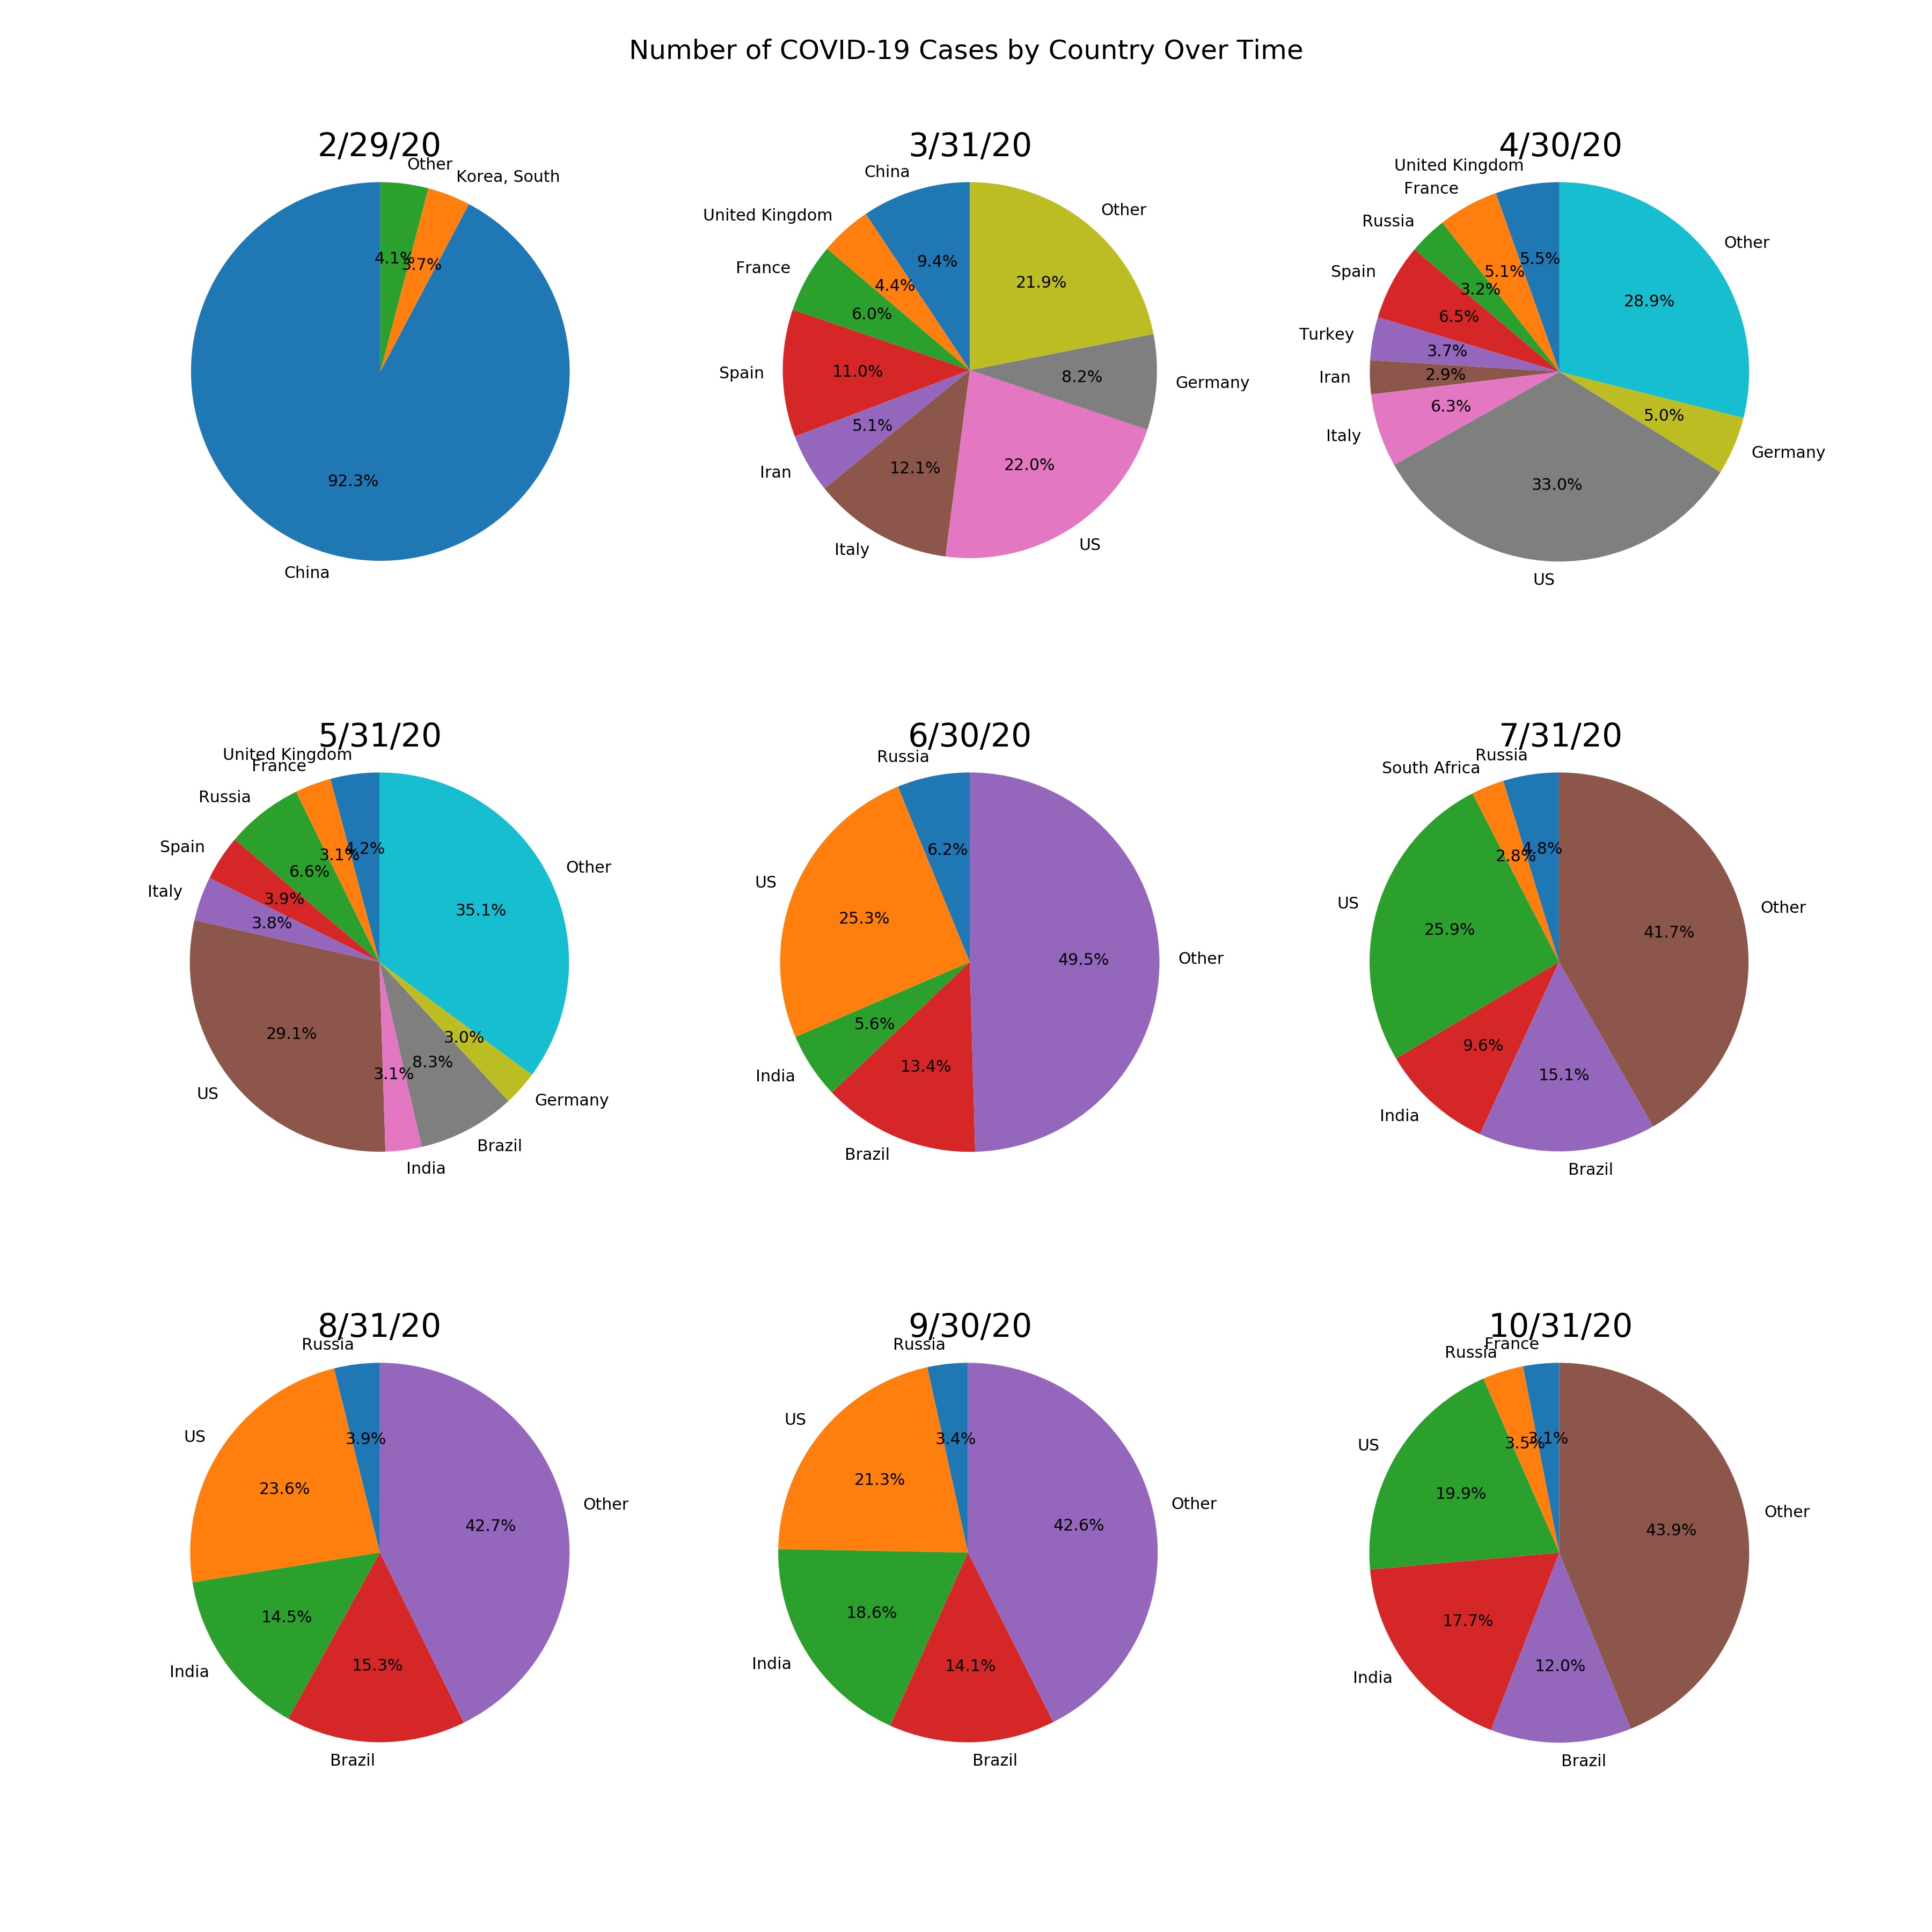 Number of COVID-19 Cases by Country Over Time
2/29/20
Other
Korea, South
4.1%
3.7%
92.3%
China
3/31/20
China
United Kingdom
Other
France
9.4%
21.9%
4.4%
6.0%
Spain
11.0%
8.2%
Germany
5.1%
Iran
12.1%
22.0%
Italy
US
4/30/20
United Kingdom
France
Russia
Other
Spain
5.5%
5.1%
3.2%
28.9%
6.5%
Turkey
3.7%
Iran
2.9%
6.3%
5.0%
Italy
Germany
33.0%
US
5/31/20
United Kingdom
France
Russia
Spain
4.2%
3.1%
Other
6.6%
Italy
3.9%
35.1%
3.8%
29.1%
3.0%
8.3%
3.1%
US
Germany
Brazil
India
6/30/20
Russia
6.2%
US
25.3%
49.5%
Other
5.6%
India
13.4%
Brazil
7/31/20
Russia
South Africa
4.8%
2.8%
US
Other
25.9%
41.7%
9.6%
15.1%
India
Brazil
8/31/20
Russia
US
3.9%
23.6%
Other
42.7%
14.5%
15.3%
India
Brazil
9/30/20
Russia
US
3.4%
21.3%
Other
42.6%
18.6%
India
14.1%
Brazil
10/31/20
France
Russia
US
3.1%
3.5%
19.9%
Other
43.9%
17.7%
12.0%
India
Brazil